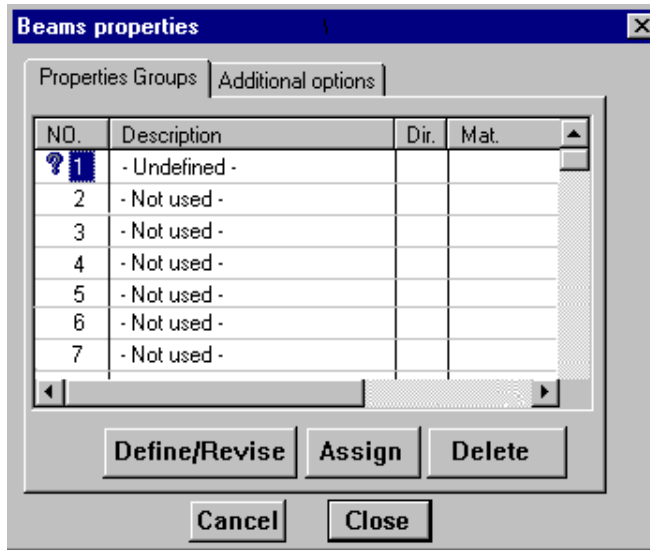 Beams properties
Properties Groups Additional options
NO. Description Dir. Mat.
1 - Undefined -
2 - Not used -
3 - Not used -
4 - Not used -
5 - Not used -
6 - Not used -
7 - Not used -
Define/Revise Assign Delete
Cancel Close